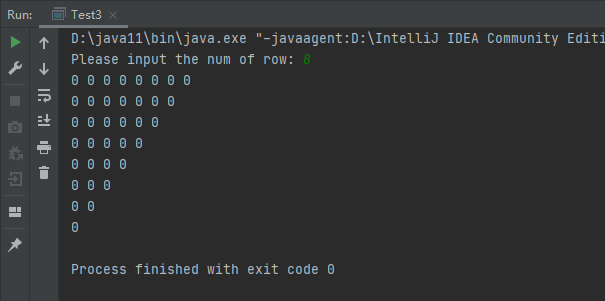 Run: Test3
D:\java11\bin\java.exe "-javaagent:D:\IntelliJ IDEA Community Editi
Please input the num of row: 8
0 0 0 0 0 0 0 0
0 0 0 0 0 0 0
0 0 0 0 0 0
0 0 0 0 0
0 0 0 0
0 0 0
0 0
0
Process finished with exit code 0